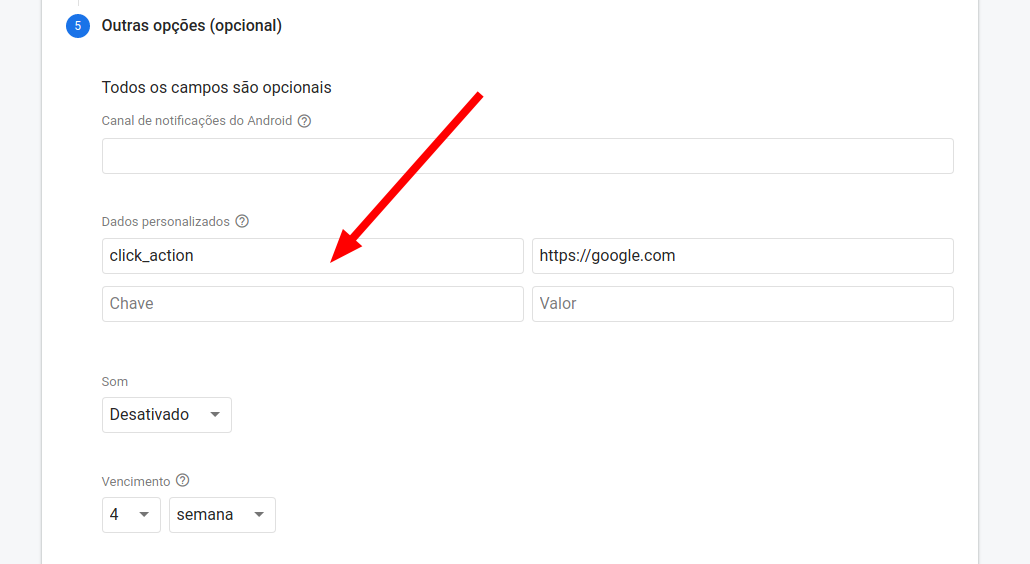 5 Outras opções (opcional)
Todos os campos são opcionais
Canal de notificações do Android ?
Dados personalizados ?
click_action https://google.com
Chave Valor
Som
Desativado
Vencimento ?
4 semana